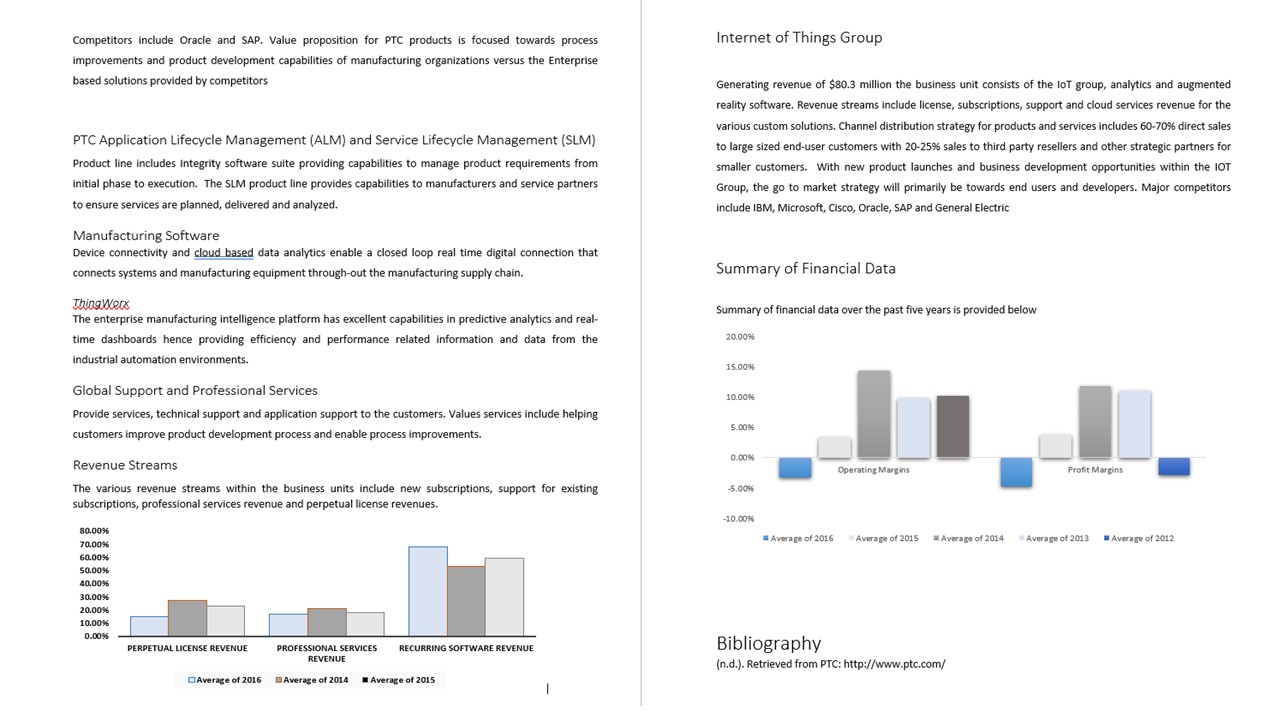 Competitors include Oracle and SAP. Value proposition for PTC products is focused towards process
improvements and product development capabilities of manufacturing organizations versus the Enterprise
based solutions provided by competitors
PTC Application Lifecycle Management (ALM) and Service Lifecycle Management (SLM)
Product line includes Integrity software suite providing capabilities to manage product requirements from
initial phase to execution.  The SLM product line provides capabilities to manufacturers and service partners
to ensure services are planned, delivered and analyzed.
Manufacturing Software
Device connectivity and cloud based data analytics enable a closed loop real time digital connection that
connects systems and manufacturing equipment through-out the manufacturing supply chain.
ThingWorx
The enterprise manufacturing intelligence platform has excellent capabilities in predictive analytics and real-
time dashboards hence providing efficiency and performance related information and data from the
industrial automation environments.
Global Support and Professional Services
Provide services, technical support and application support to the customers. Values services include helping
customers improve product development process and enable process improvements.
Revenue Streams
The various revenue streams within the business units include new subscriptions, support for existing
subscriptions, professional services revenue and perpetual license revenues.
80.00%
70.00%
60.00%
50.00%
40.00%
30.00%
20.00%
10.00%
0.00%
PERPETUAL LICENSE REVENUE
PROFESSIONAL SERVICES
REVENUE
RECURRING SOFTWARE REVENUE
Average of 2016
Average of 2014
Average of 2015
Internet of Things Group
Generating revenue of $80.3 million the business unit consists of the IoT group, analytics and augmented
reality software. Revenue streams include license, subscriptions, support and cloud services revenue for the
various custom solutions. Channel distribution strategy for products and services includes 60-70% direct sales
to large sized end-user customers with 20-25% sales to third party resellers and other strategic partners for
smaller customers.  With new product launches and business development opportunities within the IOT
Group, the go to market strategy will primarily be towards end users and developers. Major competitors
include IBM, Microsoft, Cisco, Oracle, SAP and General Electric
Summary of Financial Data
Summary of financial data over the past five years is provided below
20.00%
15.00%
10.00%
5.00%
0.00%
-5.00%
-10.00%
Operating Margins
Profit Margins
Average of 2016
Average of 2015
Average of 2014
Average of 2013
Average of 2012
Bibliography
(n.d.). Retrieved from PTC: http://www.ptc.com/